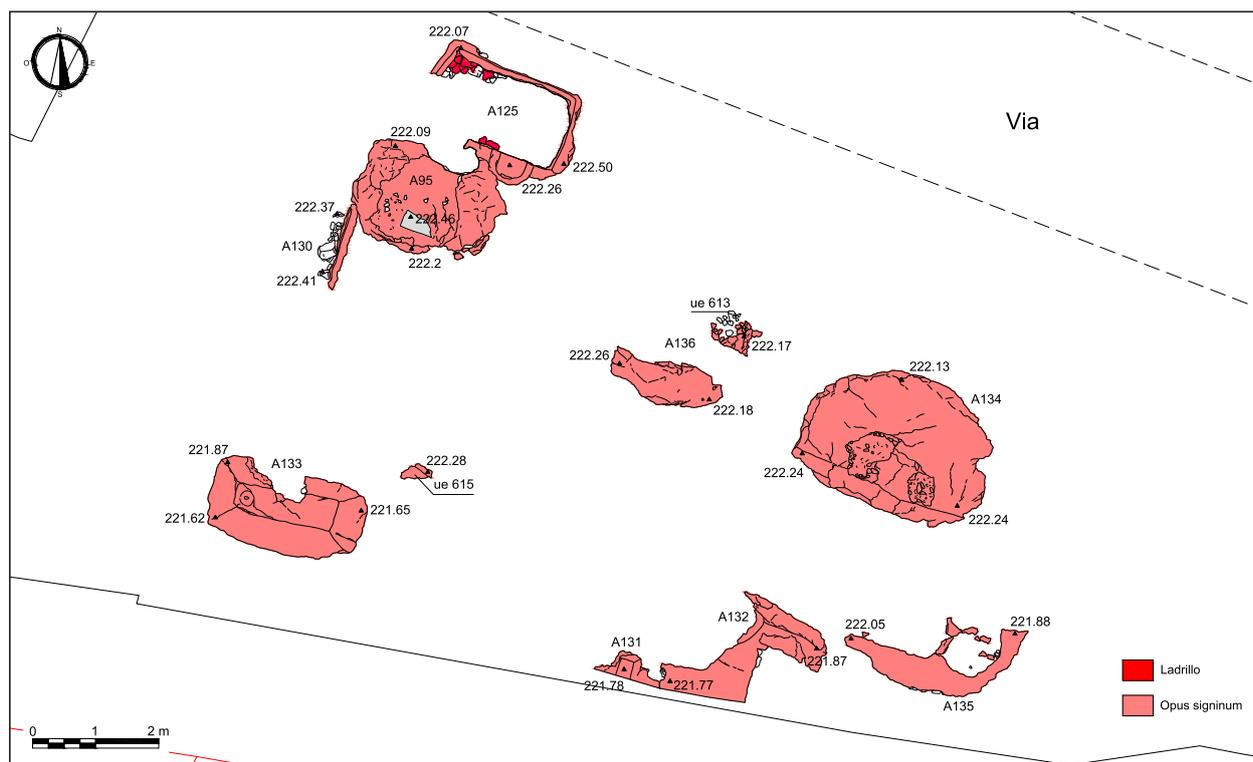 N
O
LE
S
222.07
A125
Via
222.09
222.50
A95
222.26
222.37
222.46
A130
222.2
222.41
ue 613
A136
222.17
222.26
222.13
222.18
A134
222.24
221.87
A133
222.28
ue 615
221.65
221.62
222.24
A132
222.05
221.88
A131
221.87
221.78
221.77
A135
Ladrillo
Opus signinum
0 1 2 m